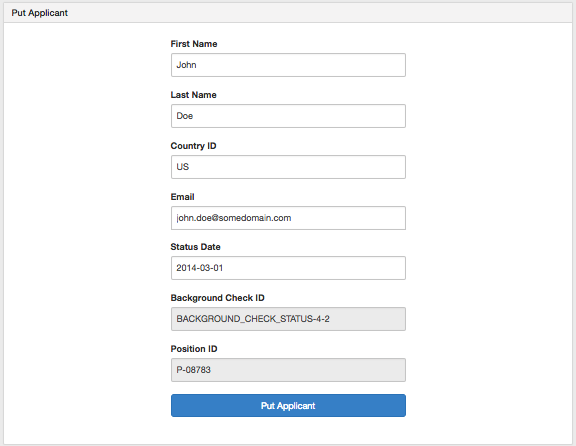 Put Applicant
First Name
John
Last Name
Doe
Country ID
US
Email
john.doe@somedomain.com
Status Date
2014-03-01
Background Check ID
BACKGROUND_CHECK_STATUS-4-2
Position ID
P-08783
Put Applicant